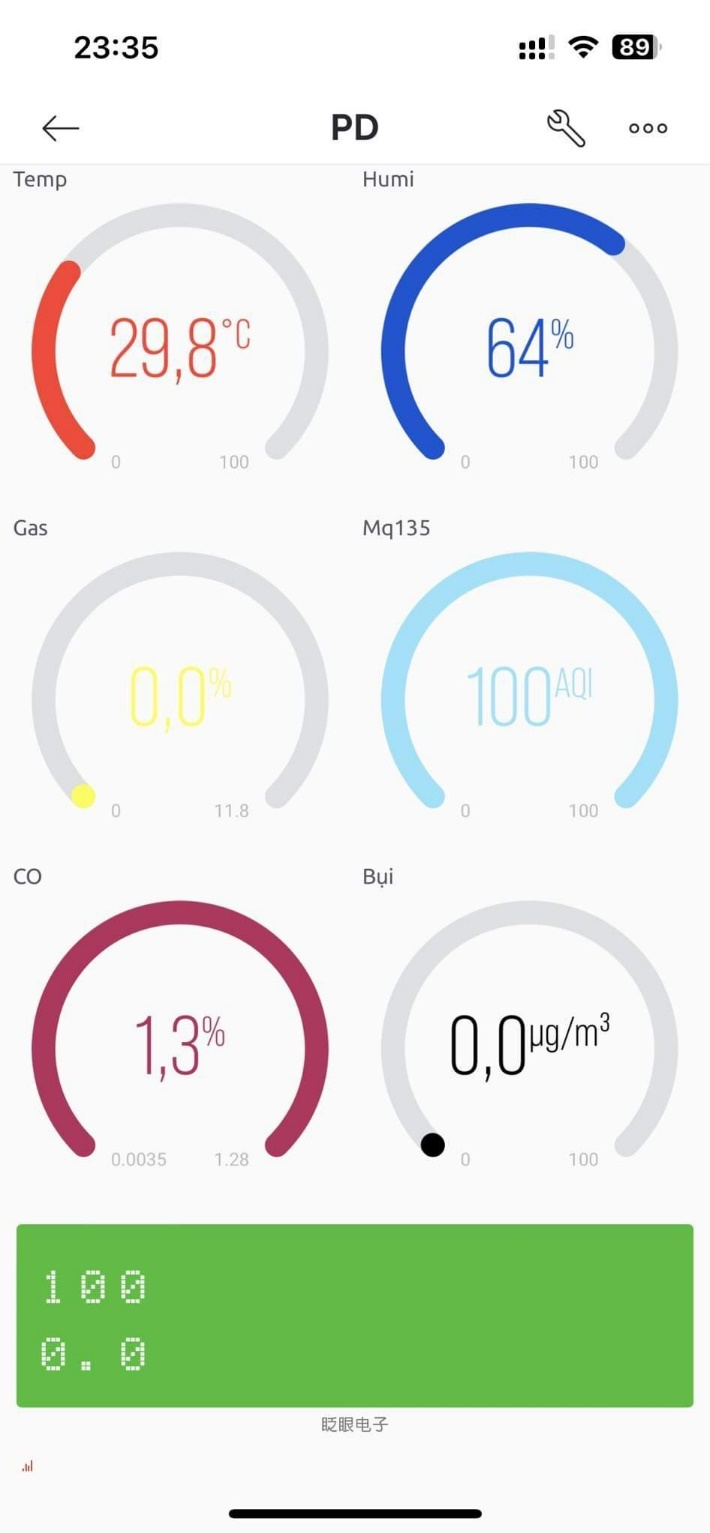 23:35
89
PD
Temp
Humi
29,8°C
64%
0
100
0
100
Gas
Mq135
0,0%
100AQI
0
11.8
0
100
CO
Bụi
1,3%
0,0µg/m³
0.0035
1.28
0
100
100
0.0
眨眼电子